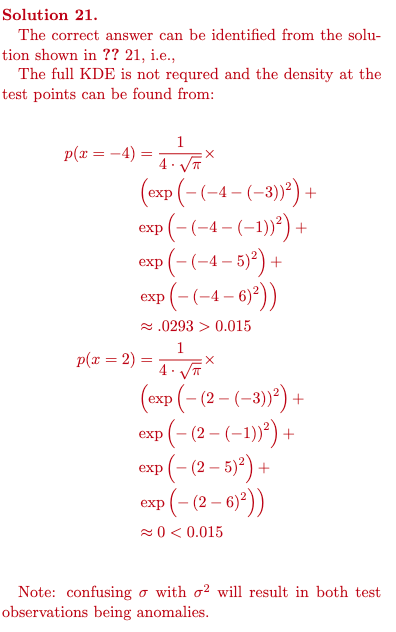 Solution 21.
The correct answer can be identified from the solu-
tion shown in ?? 21, i.e.,
The full KDE is not requred and the density at the
test points can be found from:
p(x = −4) = 1/(4 · √π) ×
(exp (− (−4 − (−3))²) +
exp (− (−4 − (−1))²) +
exp (− (−4 − 5)²) +
exp (− (−4 − 6)²))
≈ .0293 > 0.015
p(x = 2) = 1/(4 · √π) ×
(exp (− (2 − (−3))²) +
exp (− (2 − (−1))²) +
exp (− (2 − 5)²) +
exp (− (2 − 6)²))
≈ 0 < 0.015
Note: confusing σ with σ² will result in both test
observations being anomalies.